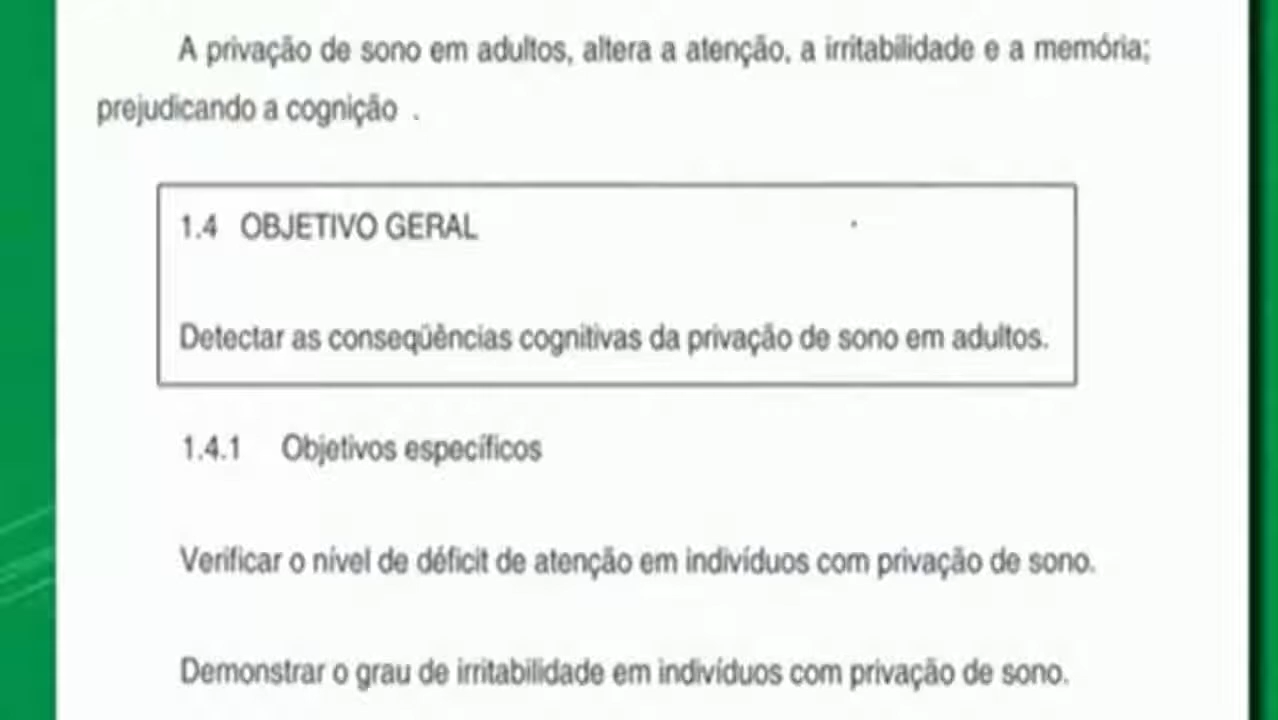 A privação de sono em adultos, altera a atenção, a irritabilidade e a memória;
prejudicando a cognição .
1.4 OBJETIVO GERAL
Detectar as conseqüências cognitivas da privação de sono em adultos.
1.4.1 Objetivos específicos
Verificar o nível de déficit de atenção em indivíduos com privação de sono.
Demonstrar o grau de irritabilidade em indivíduos com privação de sono.